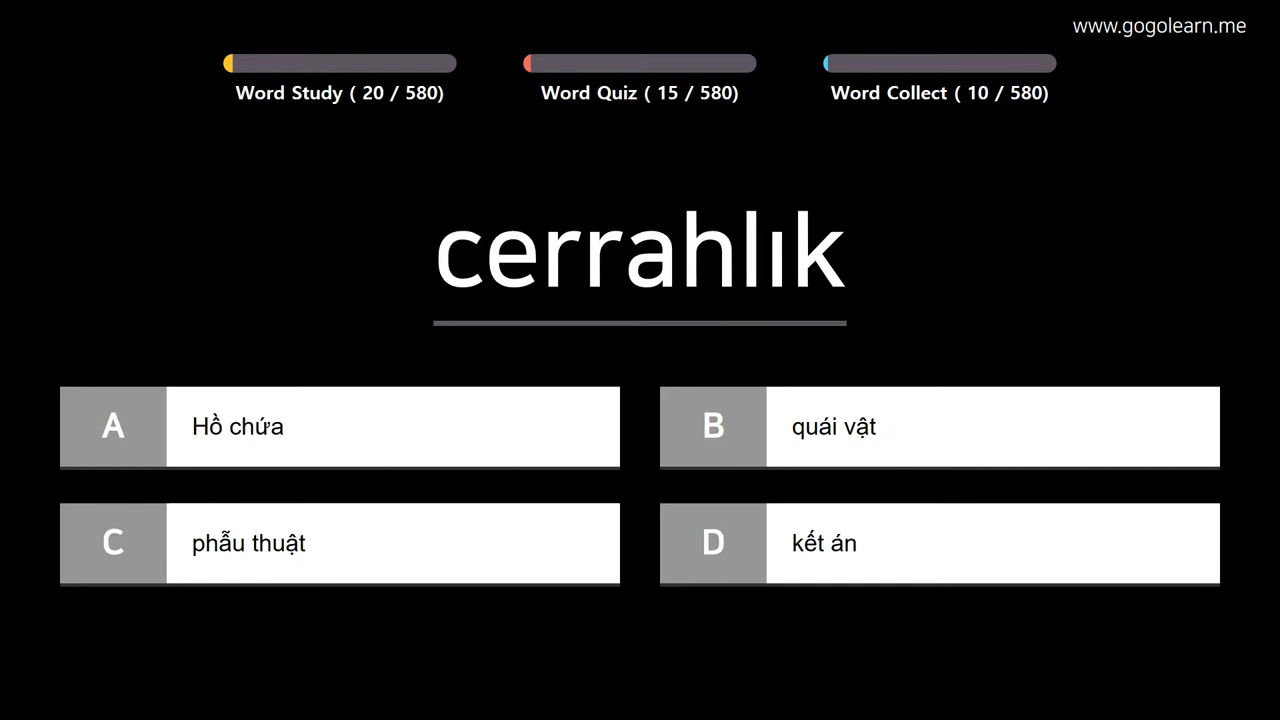 www.gogolearn.me
Word Study ( 20 / 580)
Word Quiz ( 15 / 580)
Word Collect ( 10 / 580)
cerrahlık
A
Hồ chứa
B
quái vật
C
phẫu thuật
D
kết án